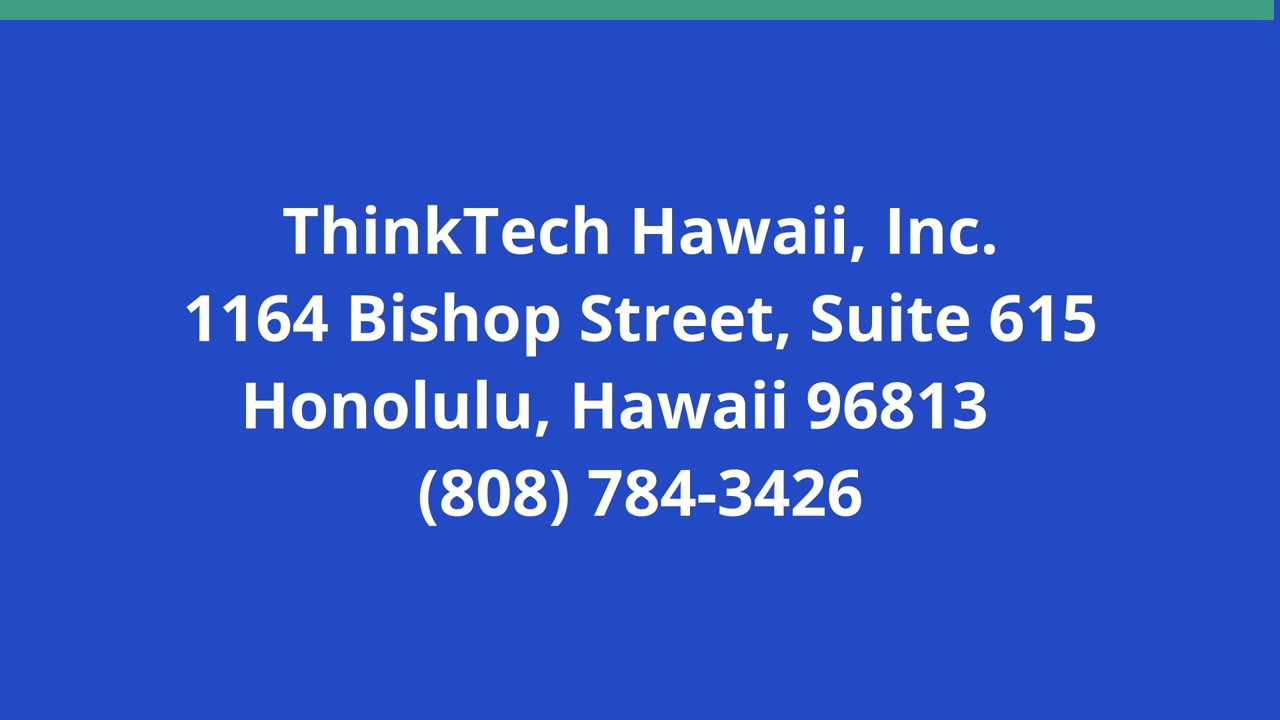 ThinkTech Hawaii, Inc.
1164 Bishop Street, Suite 615
Honolulu, Hawaii 96813
(808) 784-3426